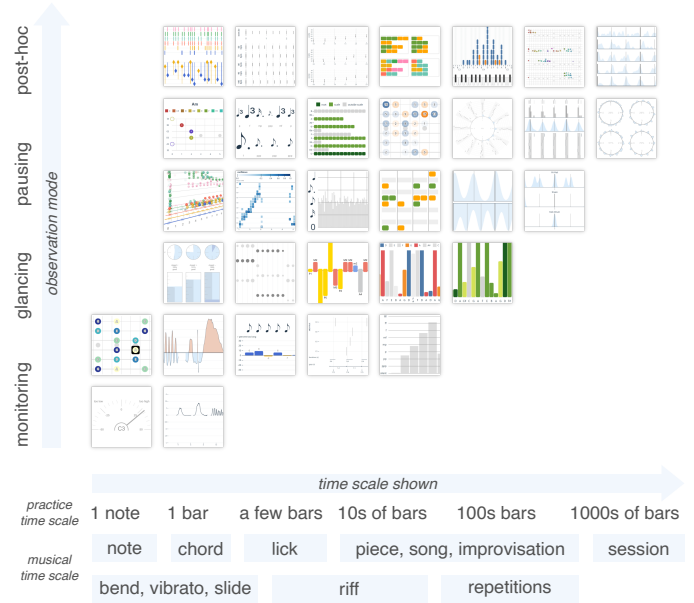 post-hoc
pausing
glancing
monitoring
observation mode
C3
time scale shown
practice
time scale
1 note
1 bar
a few bars
10s of bars
100s bars
1000s of bars
musical
time scale
note
chord
lick
piece, song, improvisation
session
bend, vibrato, slide
riff
repetitions